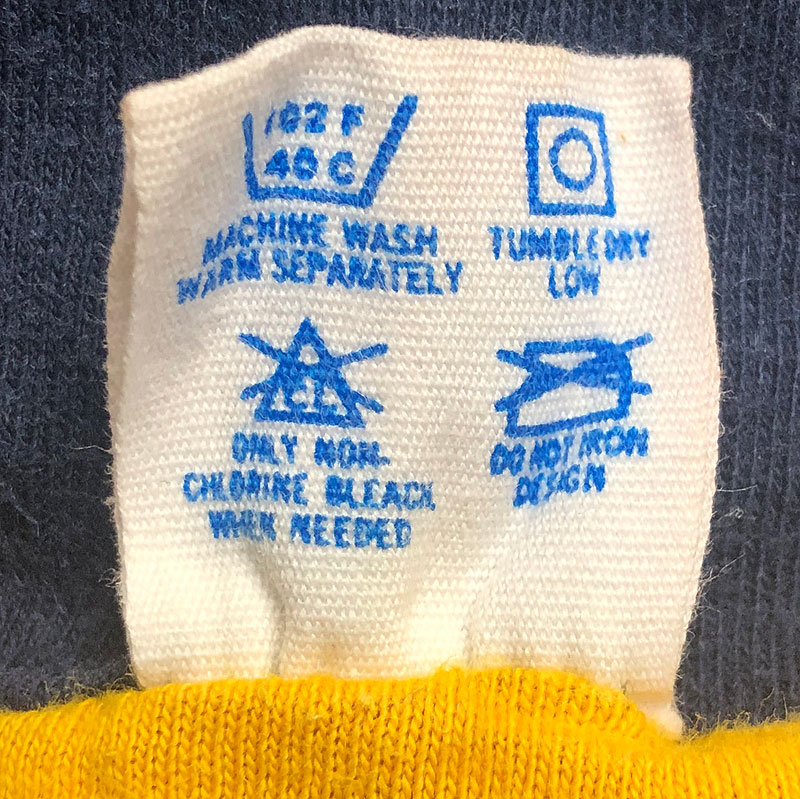 102 F
40 C
MACHINE WASH
WARM SEPARATELY
TUMBLE DRY
LOW
CL
ONLY NON-
CHLORINE BLEACH,
WHEN NEEDED
DO NOT IRON
DESIGN